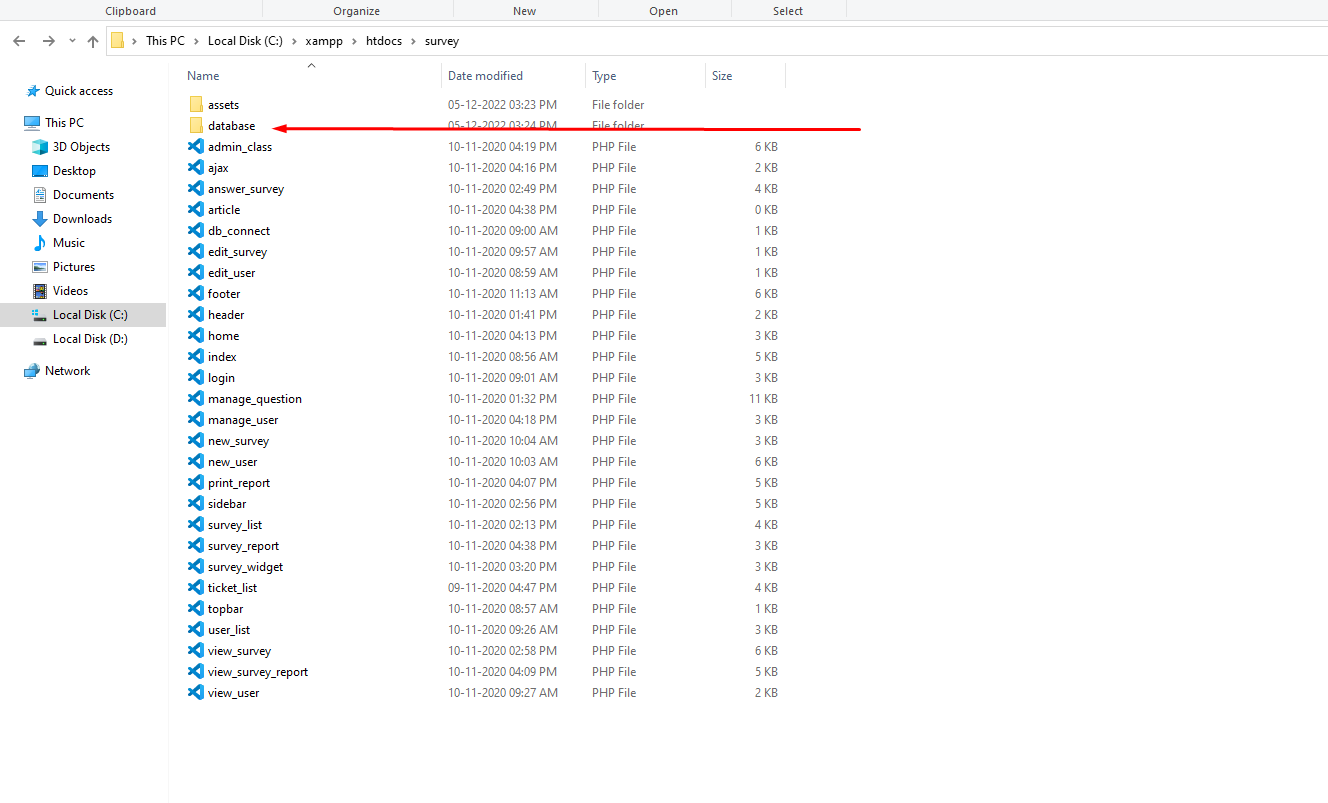 Clipboard Organize New Open Select
This PC Local Disk (C:) xampp htdocs survey
Name Date modified Type Size
Quick access
This PC
3D Objects
Desktop
Documents
Downloads
Music
Pictures
Videos
Local Disk (C:)
Local Disk (D:)
Network
assets 05-12-2022 03:23 PM File folder
database 05-12-2022 03:24 PM File folder
admin_class 10-11-2020 04:19 PM PHP File 6 KB
ajax 10-11-2020 04:16 PM PHP File 2 KB
answer_survey 10-11-2020 02:49 PM PHP File 4 KB
article 10-11-2020 04:38 PM PHP File 0 KB
db_connect 10-11-2020 09:00 AM PHP File 1 KB
edit_survey 10-11-2020 09:57 AM PHP File 1 KB
edit_user 10-11-2020 08:59 AM PHP File 1 KB
footer 10-11-2020 11:13 AM PHP File 6 KB
header 10-11-2020 01:41 PM PHP File 2 KB
home 10-11-2020 04:13 PM PHP File 3 KB
index 10-11-2020 08:56 AM PHP File 5 KB
login 10-11-2020 09:01 AM PHP File 3 KB
manage_question 10-11-2020 01:32 PM PHP File 11 KB
manage_user 10-11-2020 04:18 PM PHP File 3 KB
new_survey 10-11-2020 10:04 AM PHP File 3 KB
new_user 10-11-2020 10:03 AM PHP File 6 KB
print_report 10-11-2020 04:07 PM PHP File 5 KB
sidebar 10-11-2020 02:56 PM PHP File 5 KB
survey_list 10-11-2020 02:13 PM PHP File 4 KB
survey_report 10-11-2020 04:38 PM PHP File 3 KB
survey_widget 10-11-2020 03:20 PM PHP File 3 KB
ticket_list 09-11-2020 04:47 PM PHP File 4 KB
topbar 10-11-2020 08:57 AM PHP File 1 KB
user_list 10-11-2020 09:26 AM PHP File 3 KB
view_survey 10-11-2020 02:58 PM PHP File 6 KB
view_survey_report 10-11-2020 04:09 PM PHP File 5 KB
view_user 10-11-2020 09:27 AM PHP File 2 KB